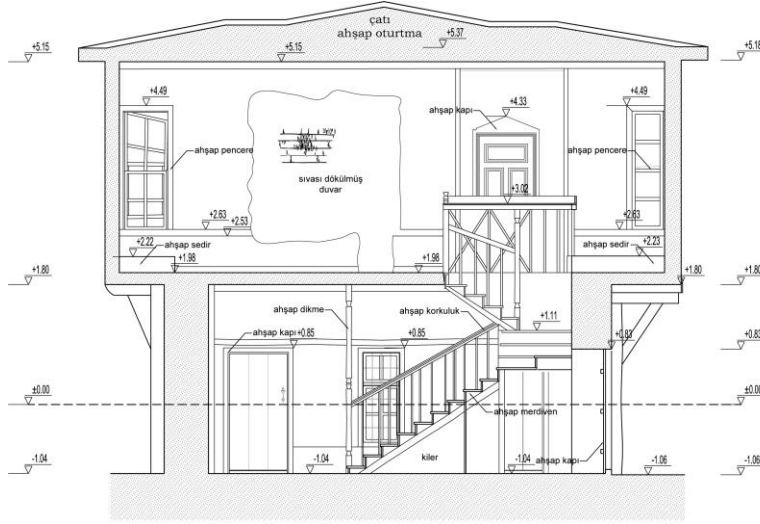 çatı
ahşap oturtma
+5.37
+5.15
+5.15
+5.18
+4.49
+4.33
+4.49
ahşap kapı
ahşap pencere
ahşap pencere
sıvası dökülmüş
duvar
+3.02
+2.63
+2.53
+2.63
+2.22
ahşap sedir
ahşap sedir
+2.23
+1.98
+1.98
+1.80
+1.80
+1.80
ahşap dikme
ahşap korkuluk
+1.11
ahşap kapı
+0.85
+0.85
+0.83
+0.83
±0.00
±0.00
ahşap merdiven
kiler
ahşap kapı
-1.04
-1.04
-1.04
-1.06
-1.06